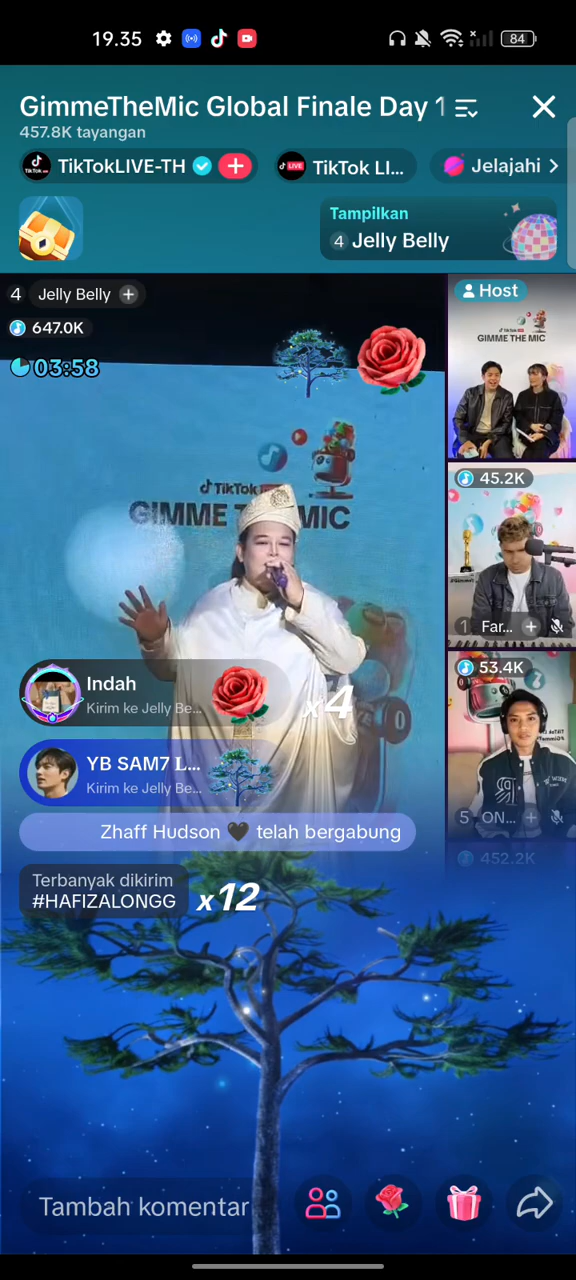 19.35
84
GimmeTheMic Global Finale Day 1
457.8K tayangan
TikTokLIVE-TH
TikTok LI...
Jelajahi
Tampilkan
4 Jelly Belly
4 Jelly Belly
647.0K
03:58
Host
TikTok
GIMME THE MIC
TikTok
GIMME THE MIC
45.2K
1 Far...
53.4K
5 ON...
452.2K
Indah
Kirim ke Jelly Be...
x4
YB SAM7 L...
Kirim ke Jelly Be...
Zhaff Hudson 🖤 telah bergabung
Terbanyak dikirim
#HAFIZALONGG
x12
Tambah komentar